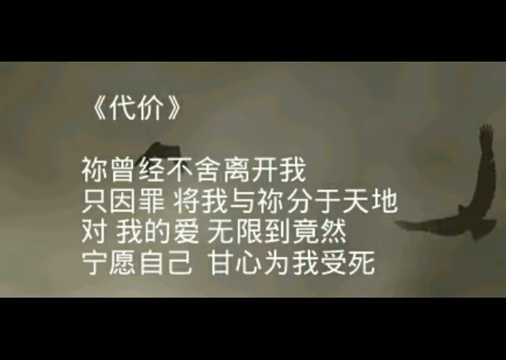 《代价》
祢曾经不舍离开我
只因罪 将我与祢分于天地
对 我的爱 无限到竟然
宁愿自己 甘心为我受死